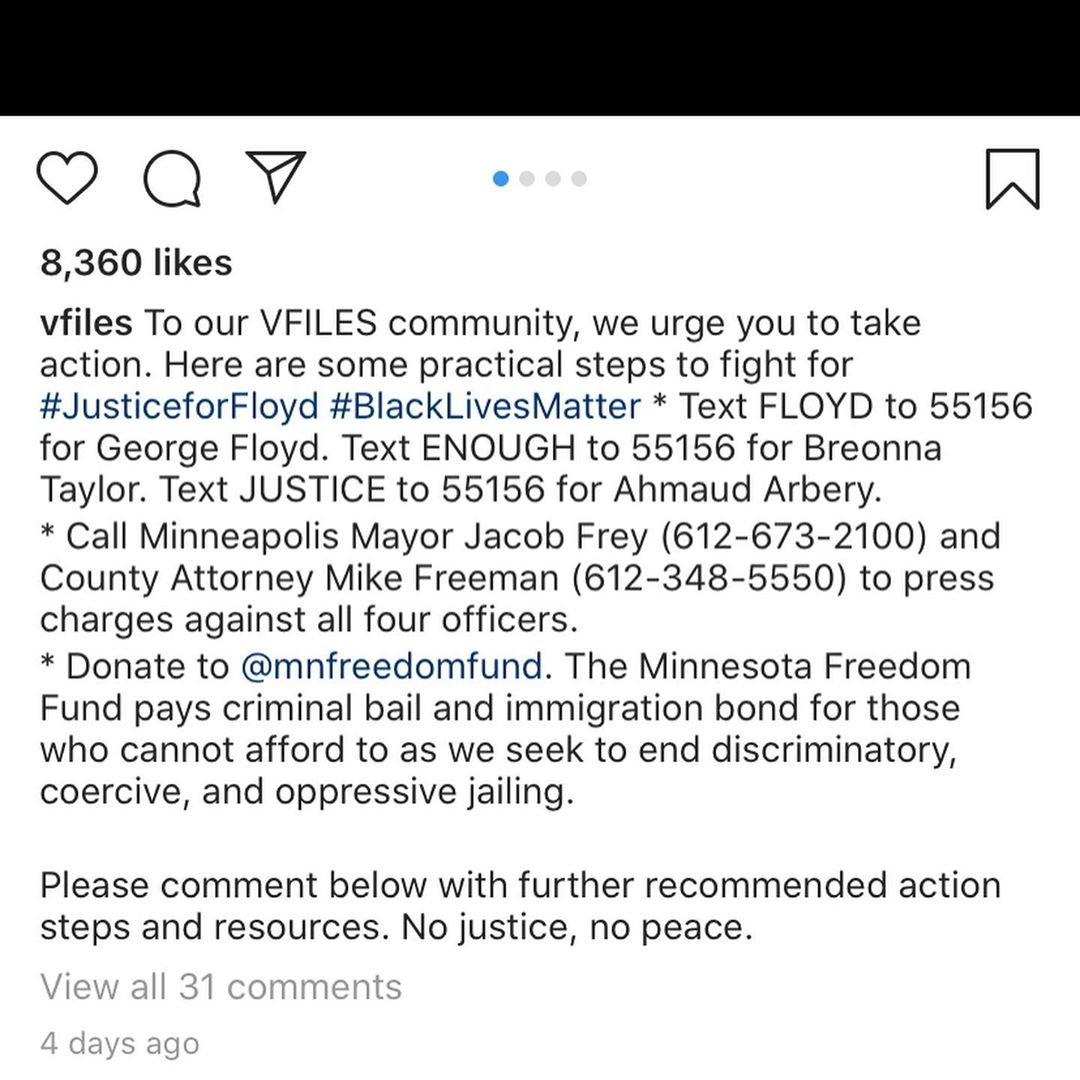 8,360 likes
vfiles To our VFILES community, we urge you to take
action. Here are some practical steps to fight for
#JusticeforFloyd #BlackLivesMatter * Text FLOYD to 55156
for George Floyd. Text ENOUGH to 55156 for Breonna
Taylor. Text JUSTICE to 55156 for Ahmaud Arbery.
* Call Minneapolis Mayor Jacob Frey (612-673-2100) and
County Attorney Mike Freeman (612-348-5550) to press
charges against all four officers.
* Donate to @mnfreedomfund. The Minnesota Freedom
Fund pays criminal bail and immigration bond for those
who cannot afford to as we seek to end discriminatory,
coercive, and oppressive jailing.
Please comment below with further recommended action
steps and resources. No justice, no peace.
View all 31 comments
4 days ago